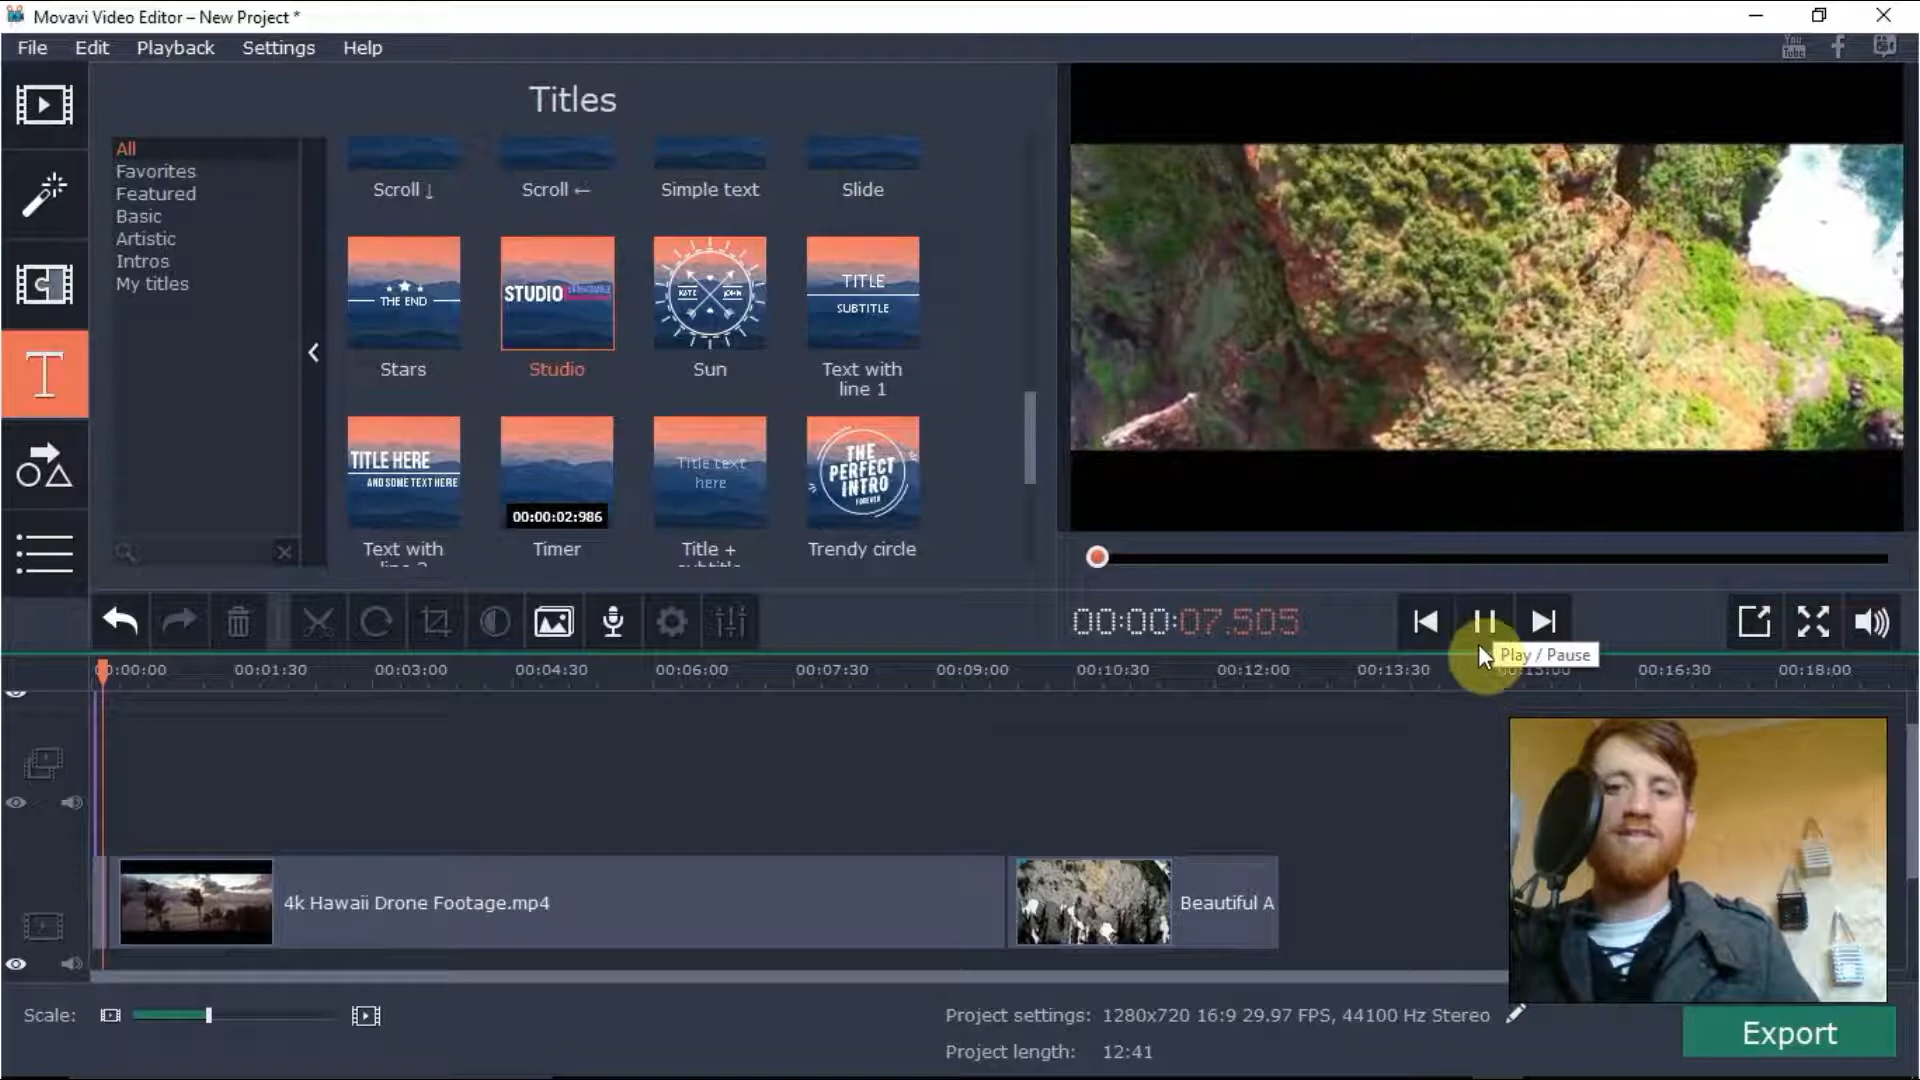 Movavi Video Editor – New Project *
File Edit Playback Settings Help
You
Tube
Titles
All
Favorites
Featured
Basic
Artistic
Intros
My titles
Scroll ↓ Scroll ← Simple text Slide
THE END
STUDIO
KATE JOHN
TITLE
SUBTITLE
Stars Studio Sun Text with
line 1
TITLE HERE
AND SOME TEXT HERE
00:00:02:986
Title text
here
THE
PERFECT
INTRO
FOREVER
Text with
line 2
Timer
Title +
subtitle
Trendy circle
00:00:07.505
Play / Pause
00:00:00 00:01:30 00:03:00 00:04:30 00:06:00 00:07:30 00:09:00 00:10:30 00:12:00 00:13:30 00:15:00 00:16:30 00:18:00
4k Hawaii Drone Footage.mp4
Beautiful A
Scale:
Project settings: 1280x720 16:9 29.97 FPS, 44100 Hz Stereo
Project length: 12:41
Export